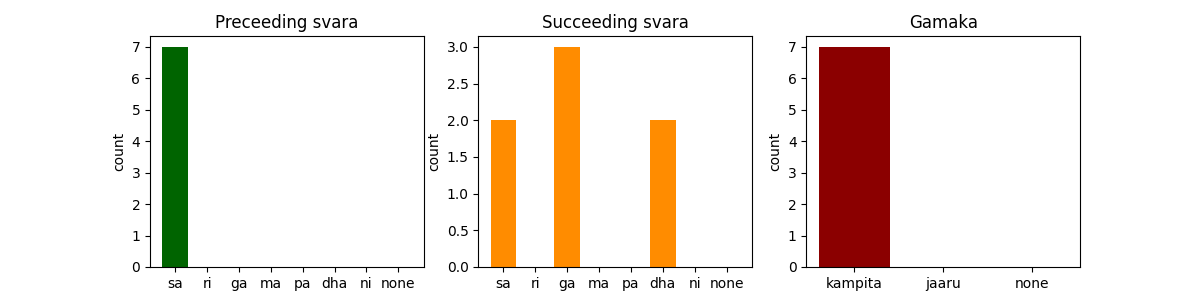 Preceeding svara
count
7
6
5
4
3
2
1
0
sa ri ga ma pa dha ni none
Succeeding svara
count
3.0
2.5
2.0
1.5
1.0
0.5
0.0
sa ri ga ma pa dha ni none
Gamaka
count
7
6
5
4
3
2
1
0
kampita jaaru none